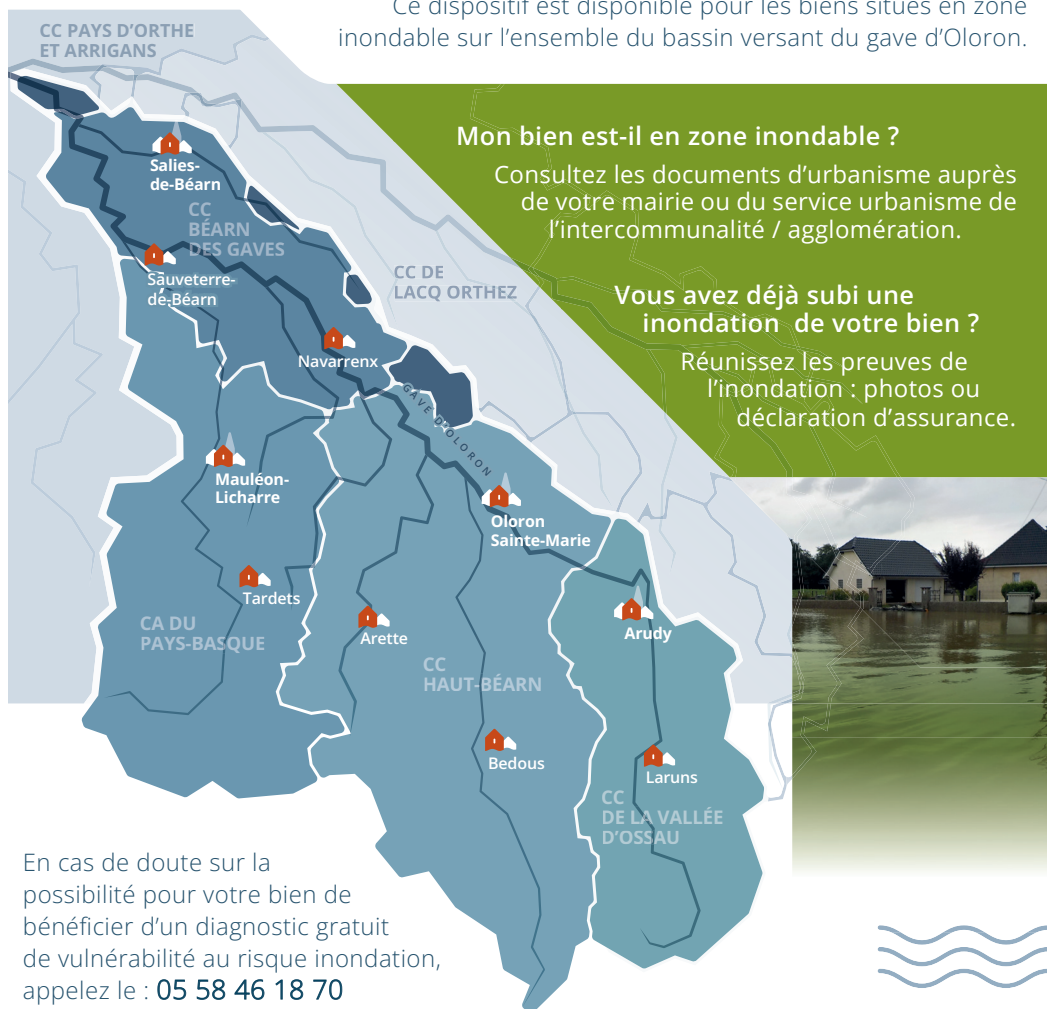 Ce dispositif est disponible pour les biens situés en zone
inondable sur l’ensemble du bassin versant du gave d’Oloron.
CC PAYS D’ORTHE
ET ARRIGANS
Mon bien est-il en zone inondable ?
Consultez les documents d’urbanisme auprès
de votre mairie ou du service urbanisme de
l’intercommunalité / agglomération.
Vous avez déjà subi une
inondation de votre bien ?
Réunissez les preuves de
l’inondation : photos ou
déclaration d’assurance.
Salies-
de-Béarn
CC
BÉARN
DES GAVES
CC DE
LACQ ORTHEZ
Sauveterre-
de-Béarn
Navarrenx
GAVE D’OLORON
Mauléon-
Licharre
Oloron
Sainte-Marie
Tardets
Arette
Arudy
CA DU
PAYS-BASQUE
CC
HAUT-BÉARN
Bedous
Laruns
CC
DE LA VALLÉE
D’OSSAU
En cas de doute sur la
possibilité pour votre bien de
bénéficier d’un diagnostic gratuit
de vulnérabilité au risque inondation,
appelez le : 05 58 46 18 70